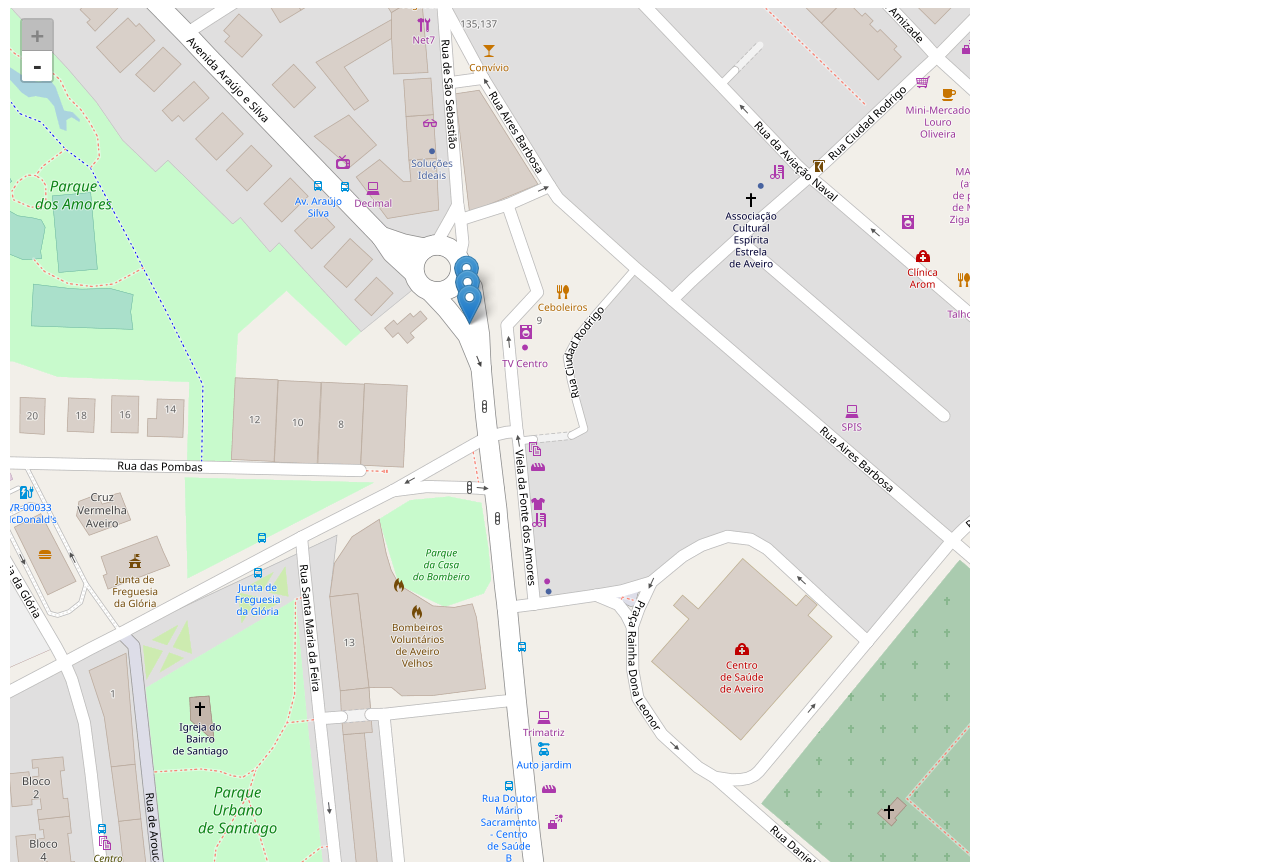 +
-
Avenida Araújo e Silva
Net7
135,137
Convívio
Rua de São Sebastião
Rua Aires Barbosa
Amizade
Mini-Mercado
Louro
Oliveira
Rua Ciudad Rodrigo
Rua da Aviação Naval
Soluções
Ideais
Parque
dos Amores
Av. Araújo
Silva
Decimal
Associação
Cultural
Espírita
Estrela
de Aveiro
Clínica
Arom
Ceboleiros
9
TV Centro
Rua Ciudad Rodrigo
20
18
16
14
12
10
8
SPIS
Rua Aires Barbosa
Rua das Pombas
Viela da Fonte dos Amores
Cruz
Vermelha
Aveiro
VR-00033
Junta de
Freguesia
da Glória
Junta de
Freguesia
da Glória
Parque
da Casa
do Bombeiro
Bombeiros
Voluntários
de Aveiro
Velhos
13
Rua Santa Maria da Feira
Praça Rainha Dona Leonor
Centro
de Saúde
de Aveiro
da Glória
1
Igreja do
Bairro
de Santiago
Trimatriz
Auto jardim
Bloco
2
Bloco
4
Parque
Urbano
de Santiago
Rua Doutor
Mário
Sacramento
- Centro
de Saúde
B
Rua de Arouc
Centro
Rua Daniel